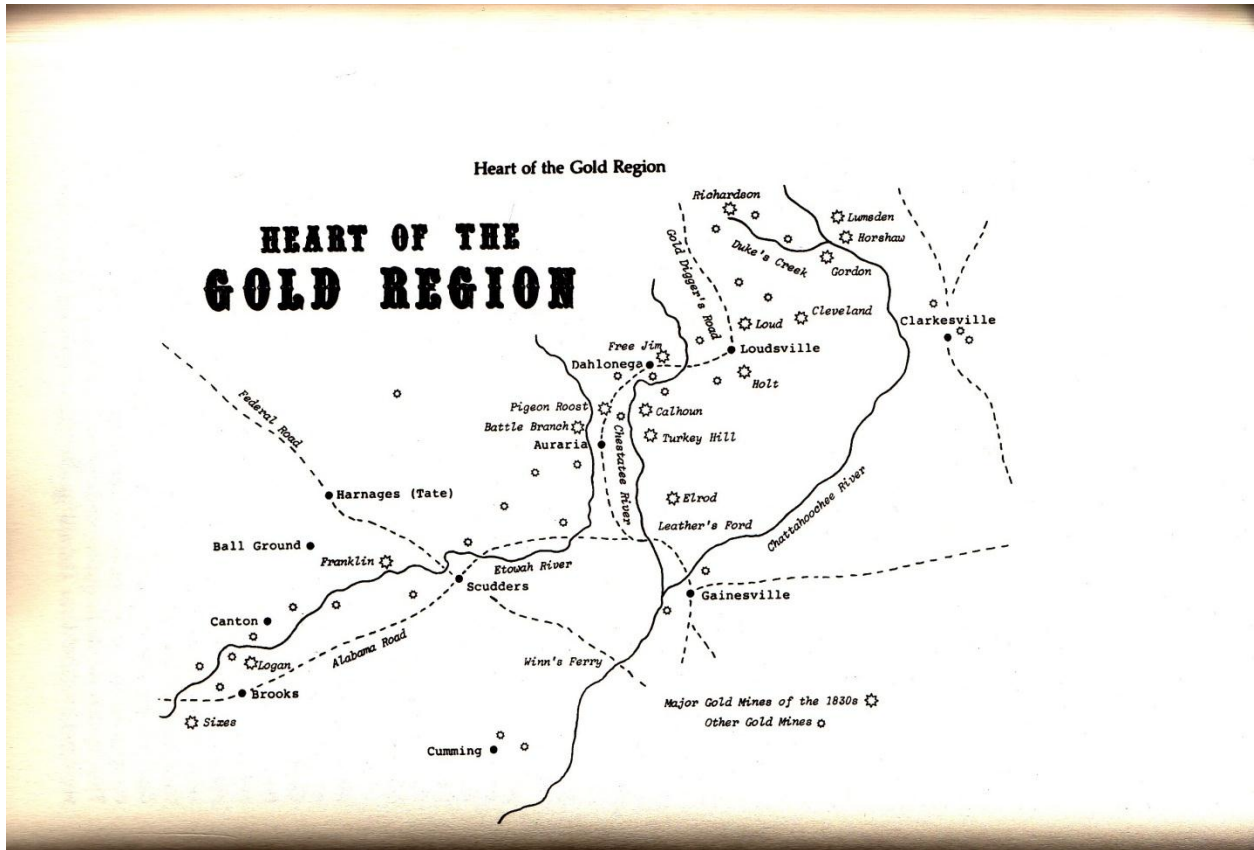 Heart of the Gold Region
HEART OF THE
GOLD REGION
Richardson
Lumsden
Horshaw
Duke's Creek
Gordon
Gold Digger's Road
Cleveland
Loud
Clarkesville
Free Jim
Loudsville
Dahlonega
Holt
Federal Road
Pigeon Roost
Calhoun
Battle Branch
Turkey Hill
Auraria
Chestatee River
Harnages (Tate)
Elrod
Leather's Ford
Chattahoochee River
Ball Ground
Franklin
Etowah River
Scudders
Gainesville
Canton
Alabama Road
Winn's Ferry
Logan
Brooks
Major Gold Mines of the 1830s
Sixes
Other Gold Mines
Cumming